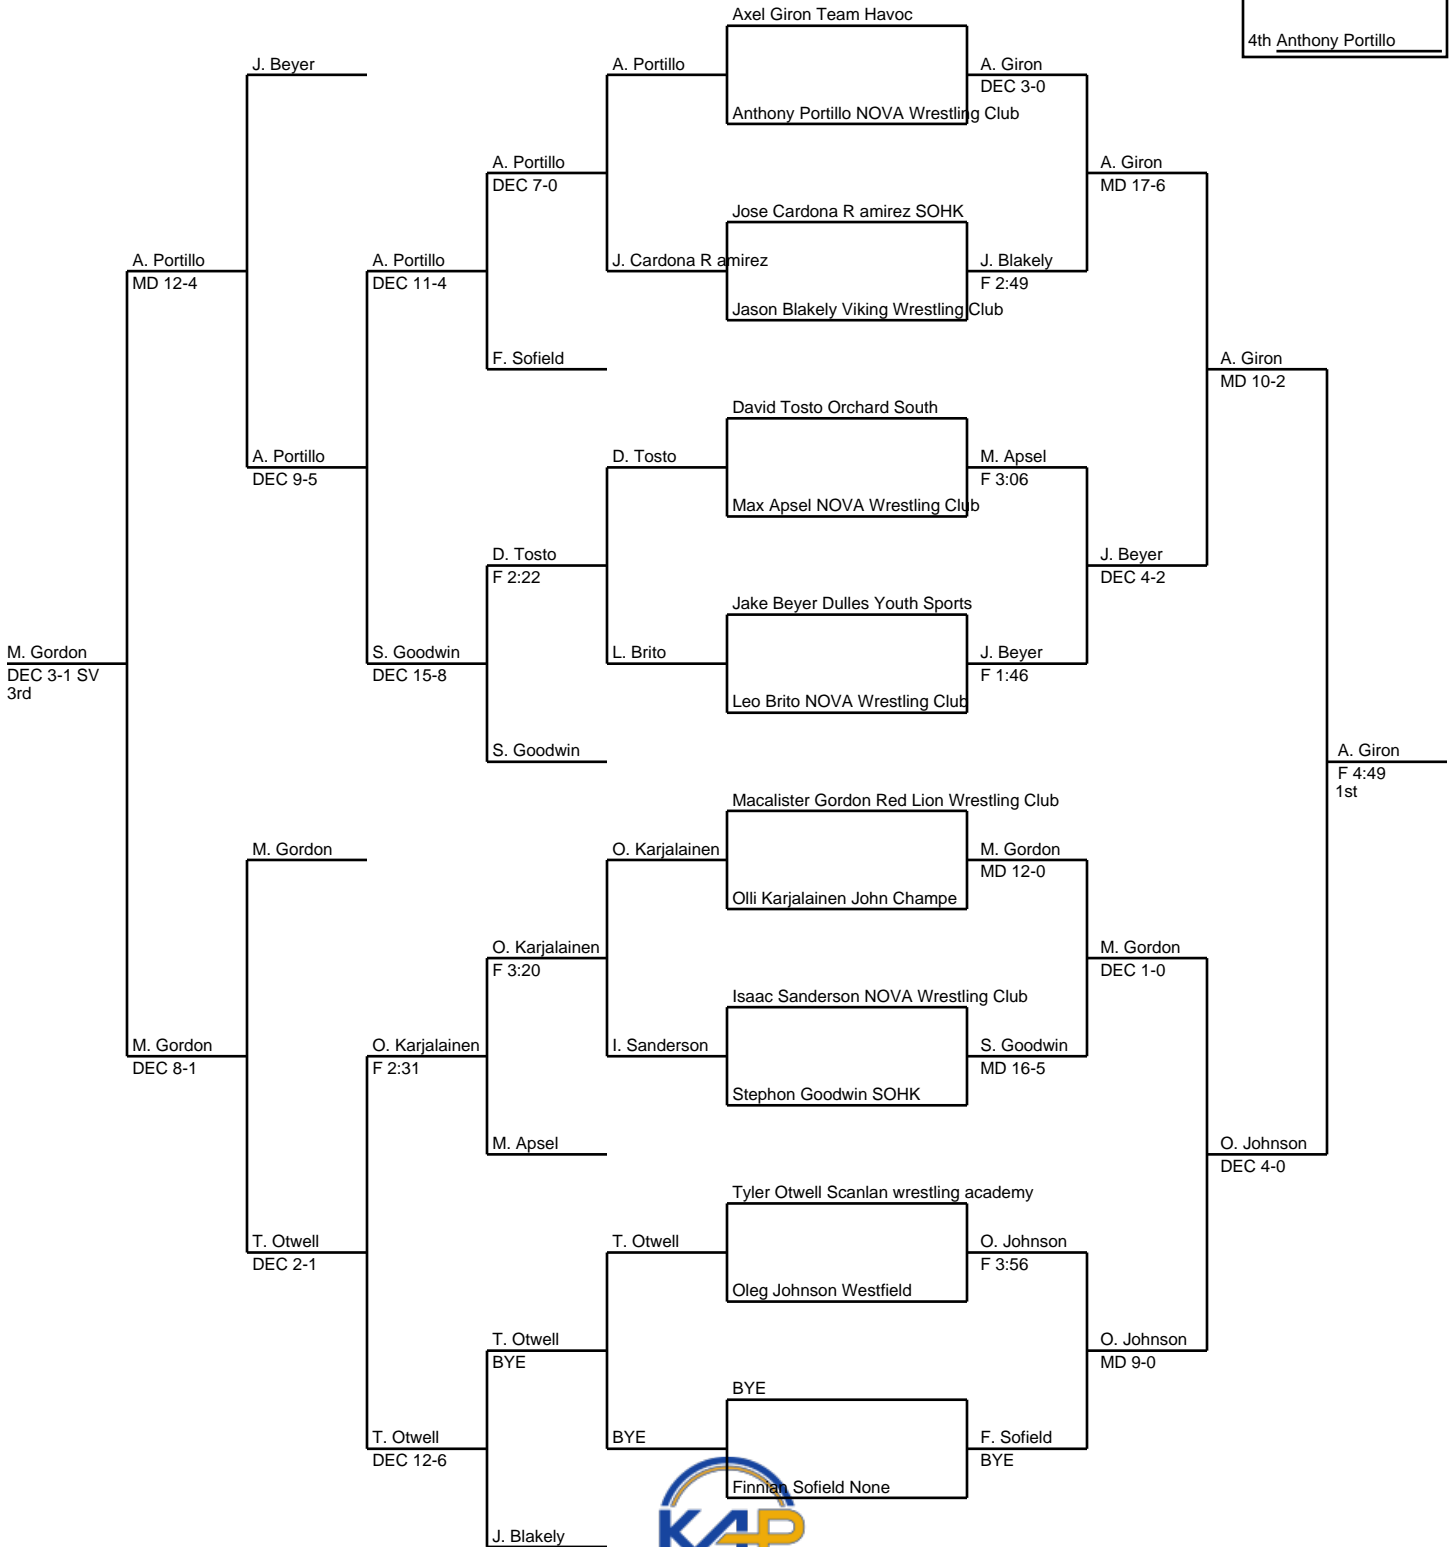 Axel Giron Team Havoc
4th Anthony Portillo
J. Beyer
A. Portillo
A. Giron
DEC 3-0
Anthony Portillo NOVA Wrestling Club
A. Portillo
DEC 7-0
A. Giron
MD 17-6
Jose Cardona R amirez SOHK
A. Portillo
MD 12-4
A. Portillo
DEC 11-4
J. Cardona R amirez
J. Blakely
F 2:49
Jason Blakely Viking Wrestling Club
F. Sofield
A. Giron
MD 10-2
David Tosto Orchard South
A. Portillo
DEC 9-5
D. Tosto
M. Apsel
F 3:06
Max Apsel NOVA Wrestling Club
D. Tosto
F 2:22
J. Beyer
DEC 4-2
Jake Beyer Dulles Youth Sports
M. Gordon
DEC 3-1 SV
3rd
S. Goodwin
DEC 15-8
L. Brito
J. Beyer
F 1:46
Leo Brito NOVA Wrestling Club
S. Goodwin
A. Giron
F 4:49
1st
Macalister Gordon Red Lion Wrestling Club
M. Gordon
O. Karjalainen
M. Gordon
MD 12-0
Olli Karjalainen John Champe
O. Karjalainen
F 3:20
M. Gordon
DEC 1-0
Isaac Sanderson NOVA Wrestling Club
M. Gordon
DEC 8-1
O. Karjalainen
F 2:31
I. Sanderson
S. Goodwin
MD 16-5
Stephon Goodwin SOHK
M. Apsel
O. Johnson
DEC 4-0
Tyler Otwell Scanlan wrestling academy
T. Otwell
DEC 2-1
T. Otwell
O. Johnson
F 3:56
Oleg Johnson Westfield
T. Otwell
BYE
O. Johnson
MD 9-0
BYE
T. Otwell
DEC 12-6
BYE
F. Sofield
BYE
Finnian Sofield None
KAP
J. Blakely